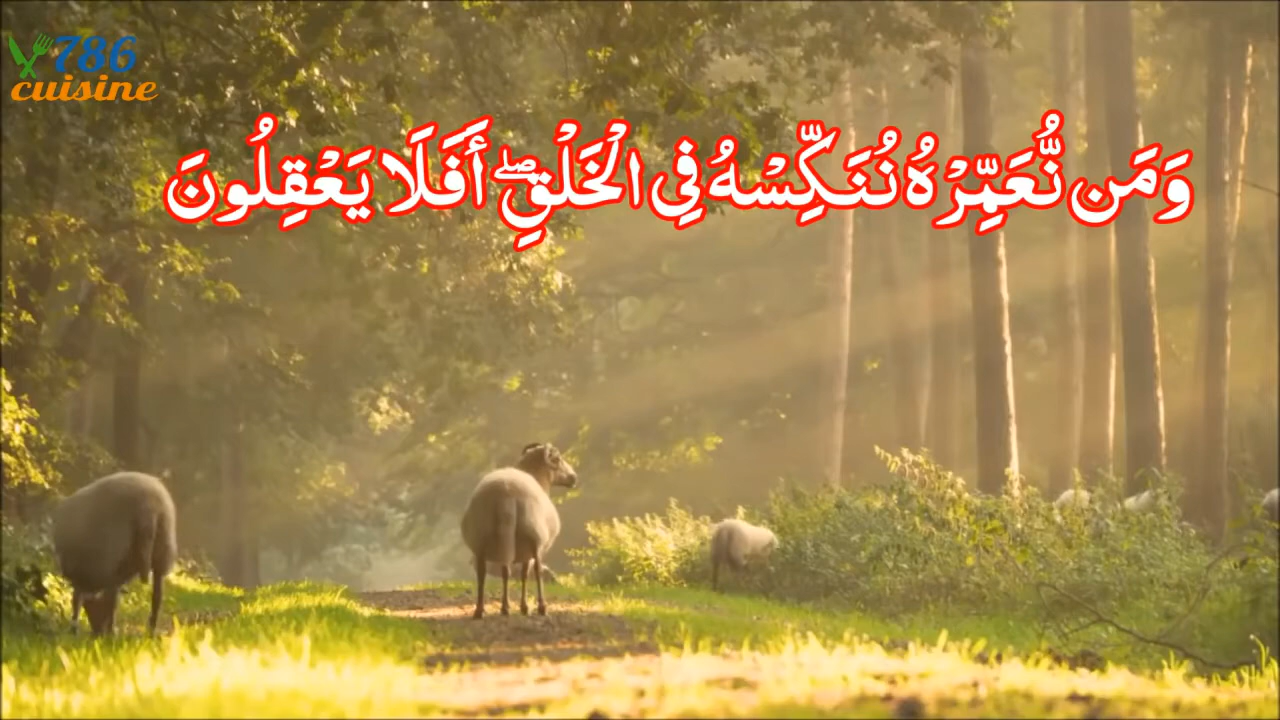 786
cuisine
وَمَن نُّعَمِّرْهُ نُنَكِّسْهُ فِي الْخَلْقِ ۖ أَفَلَا يَعْقِلُونَ